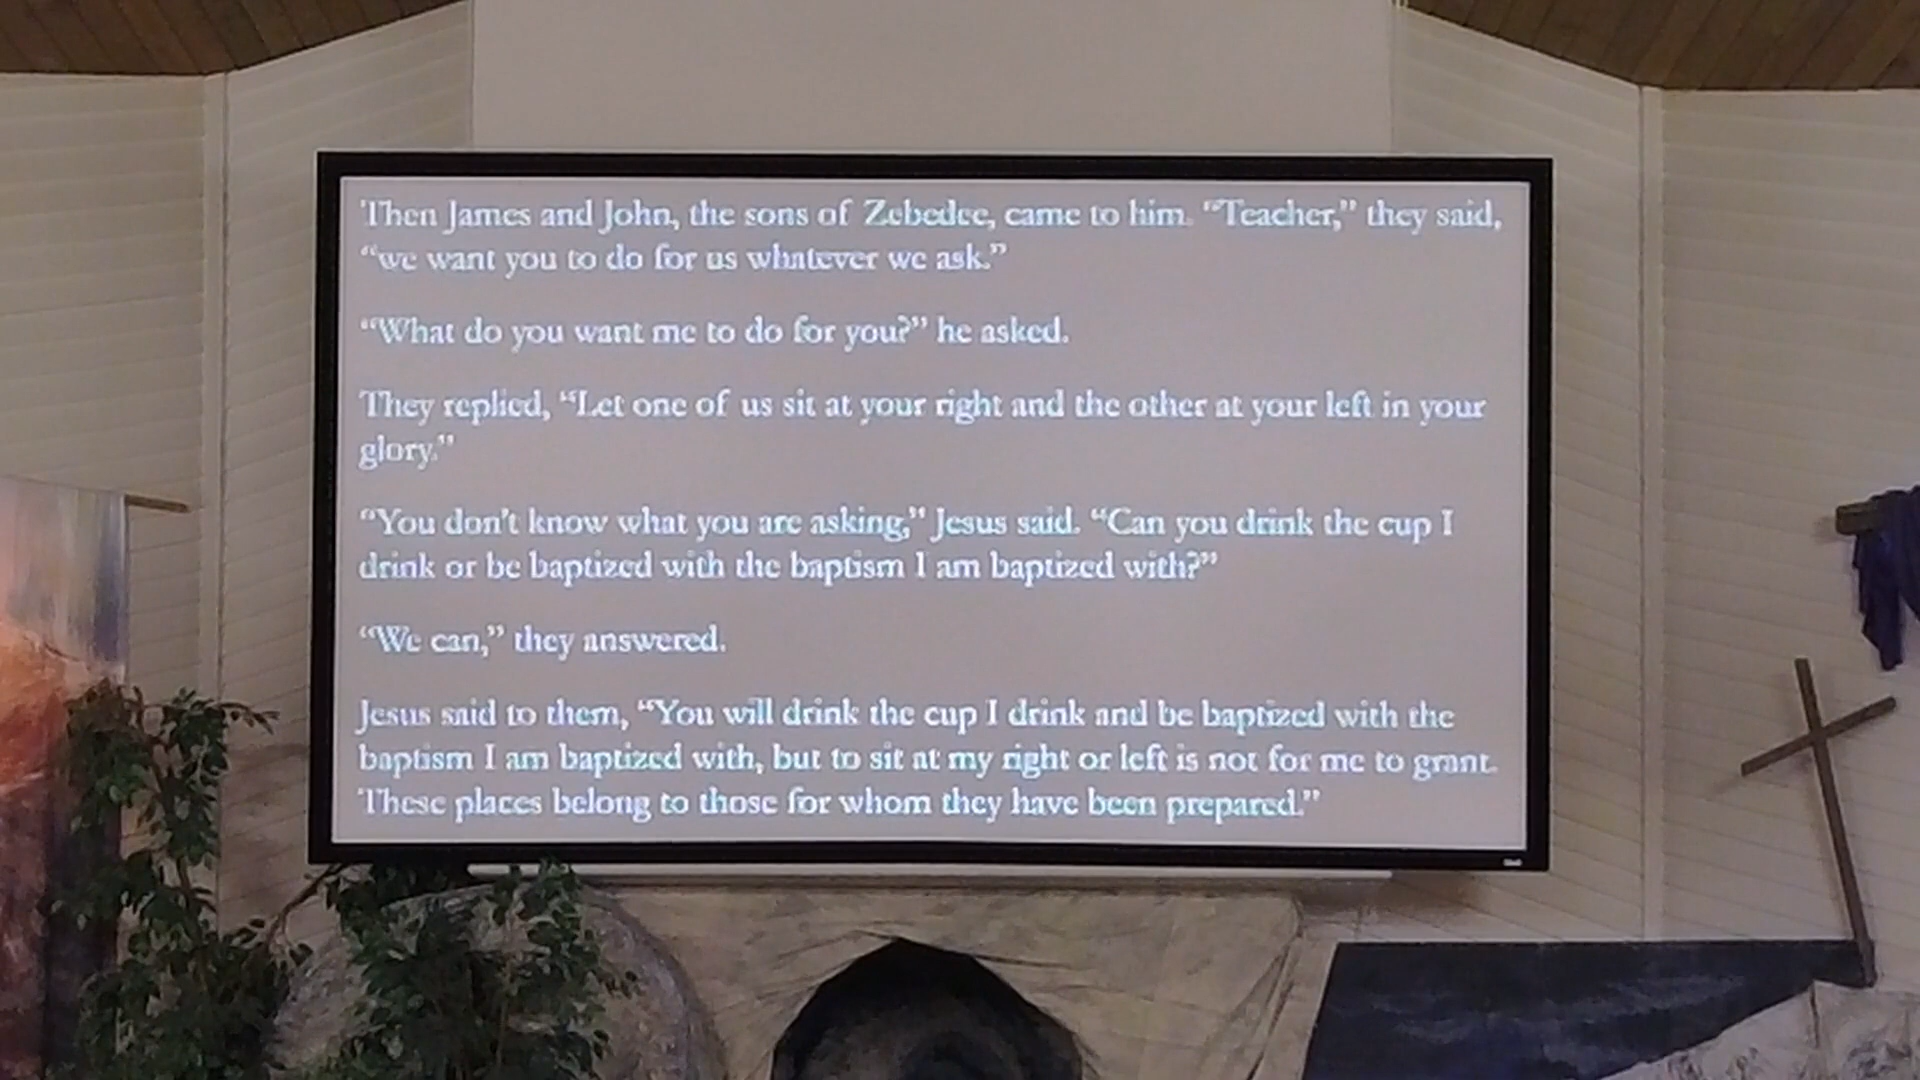 Then James and John, the sons of Zebedee, came to him. “Teacher,” they said,
“we want you to do for us whatever we ask.”
“What do you want me to do for you?” he asked.
They replied, “Let one of us sit at your right and the other at your left in your
glory.”
“You don’t know what you are asking,” Jesus said. “Can you drink the cup I
drink or be baptized with the baptism I am baptized with?”
“We can,” they answered.
Jesus said to them, “You will drink the cup I drink and be baptized with the
baptism I am baptized with, but to sit at my right or left is not for me to grant.
These places belong to those for whom they have been prepared.”